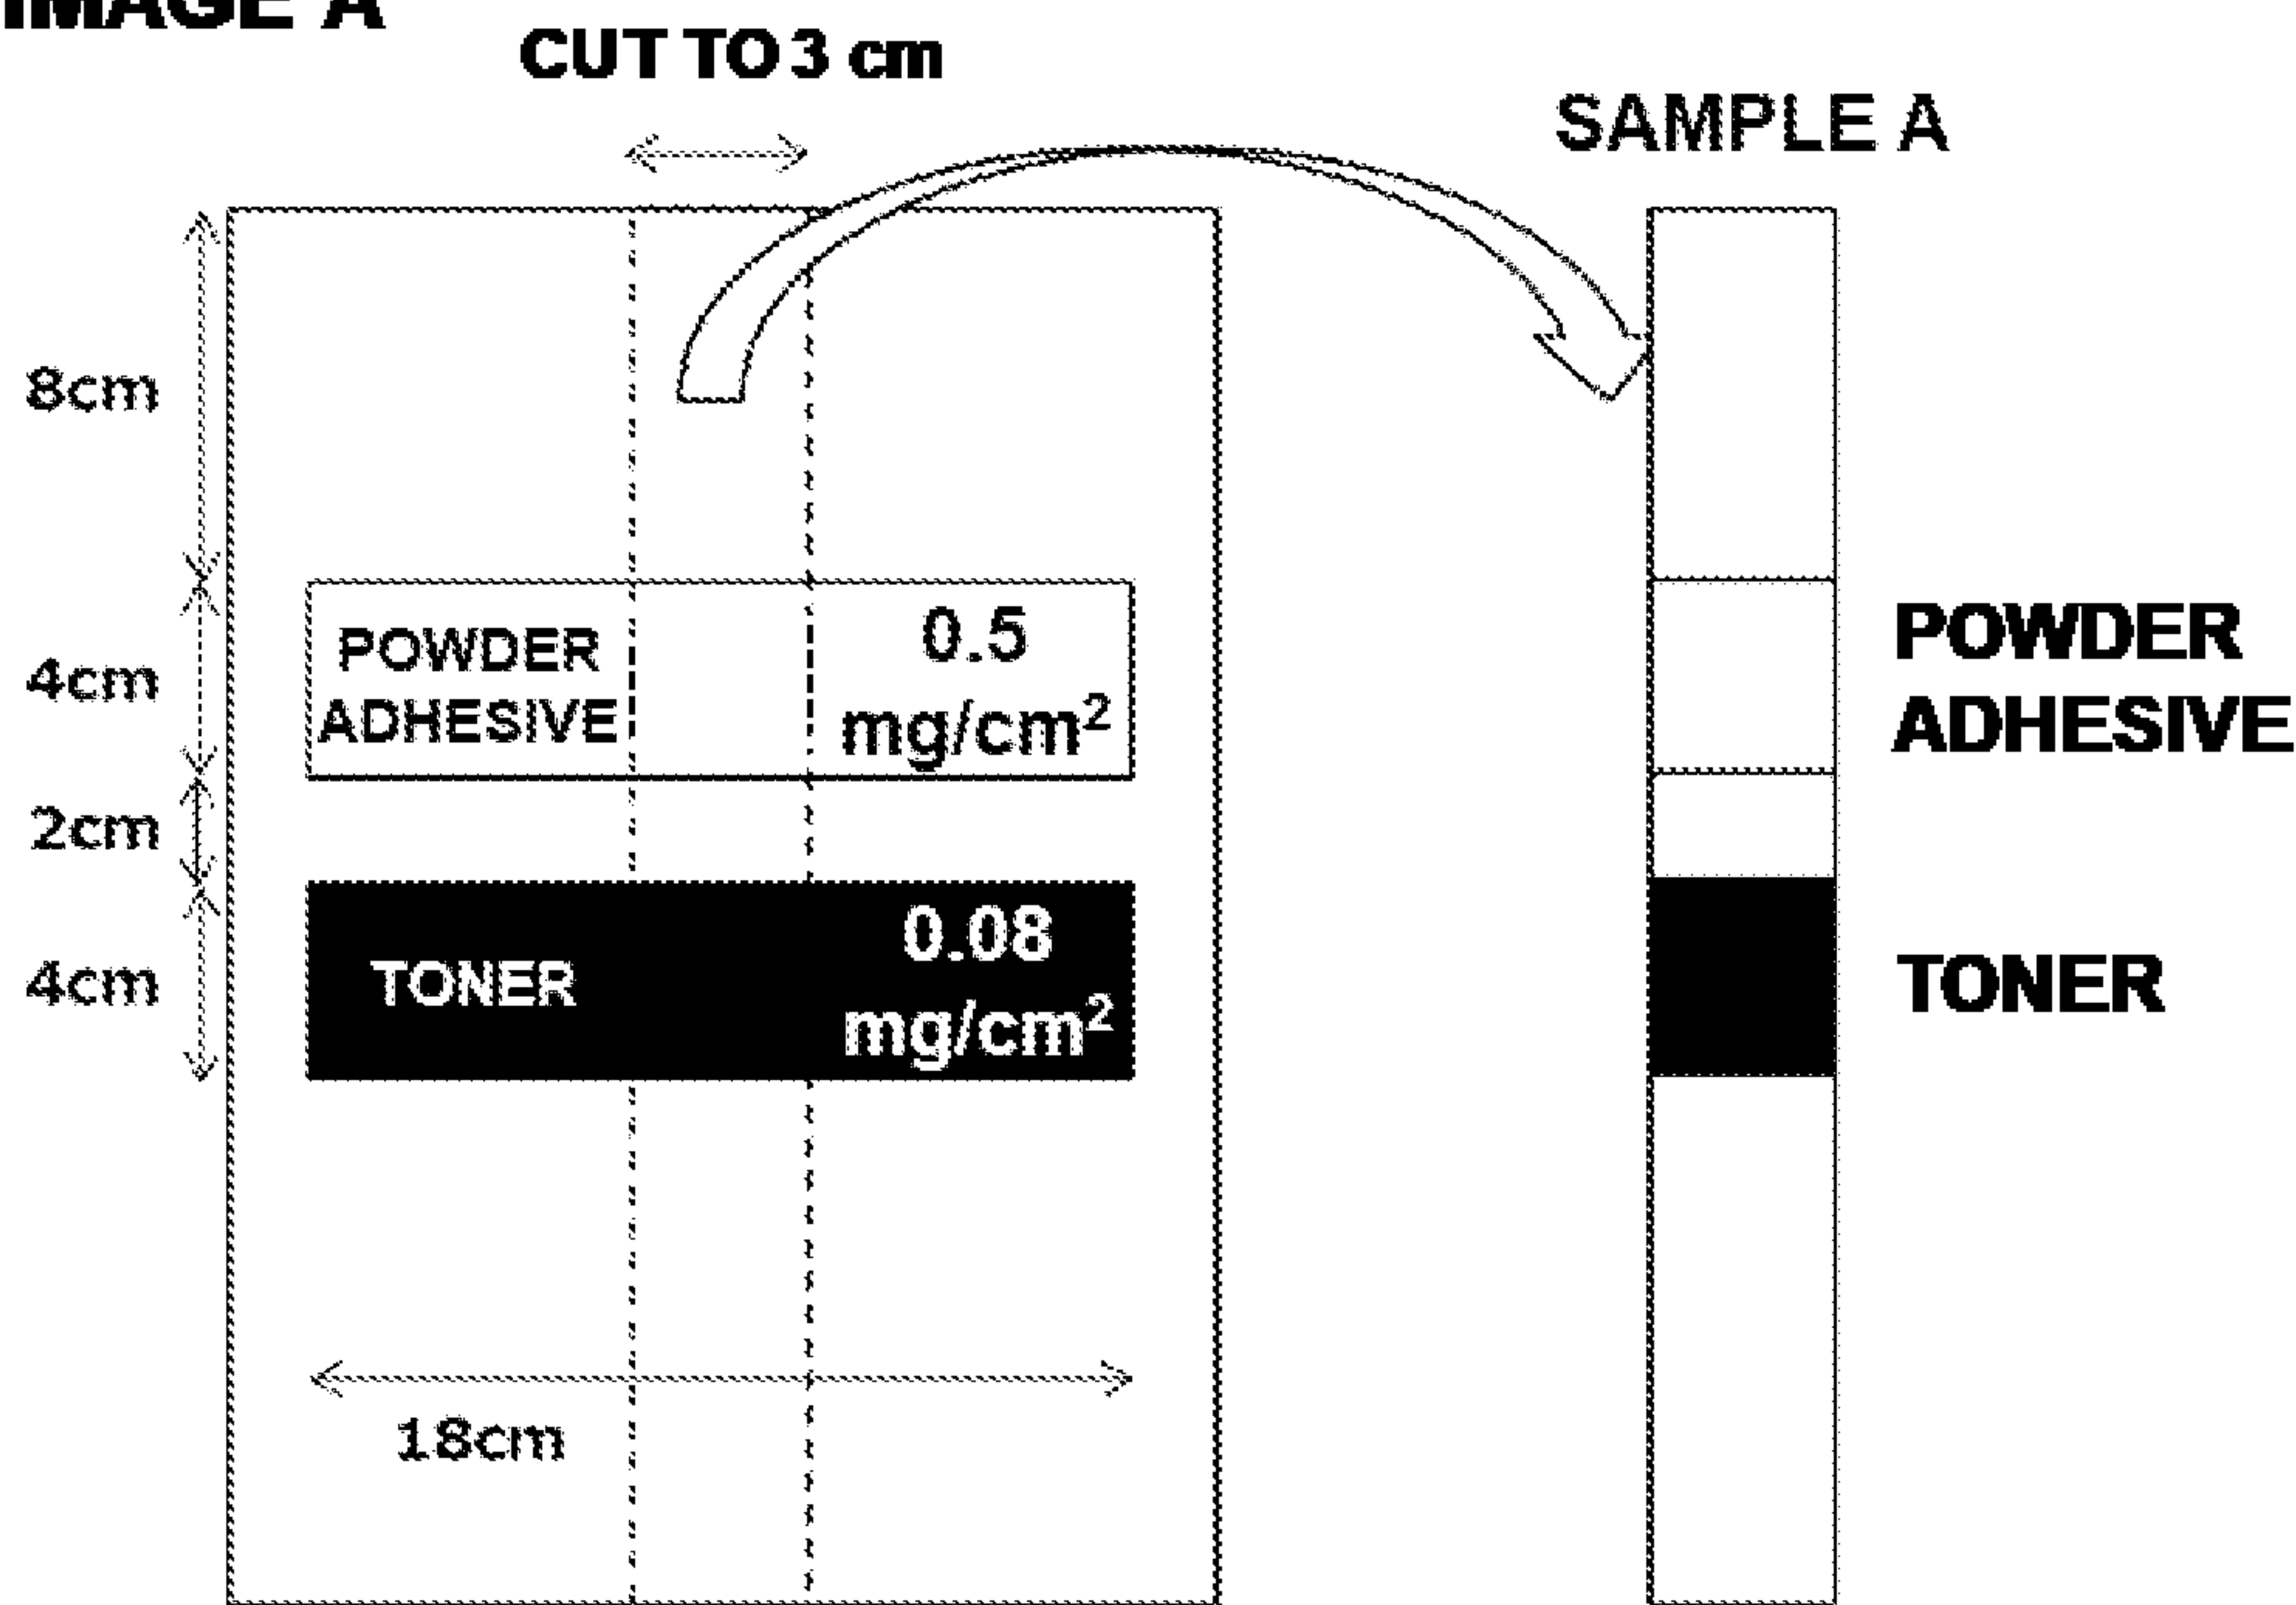 IMAGE A
CUT TO 3 cm
SAMPLE A
8cm
4cm
2cm
4cm
POWDER
ADHESIVE
0.5
mg/cm²
TONER
0.08
mg/cm²
18cm
POWDER
ADHESIVE
TONER